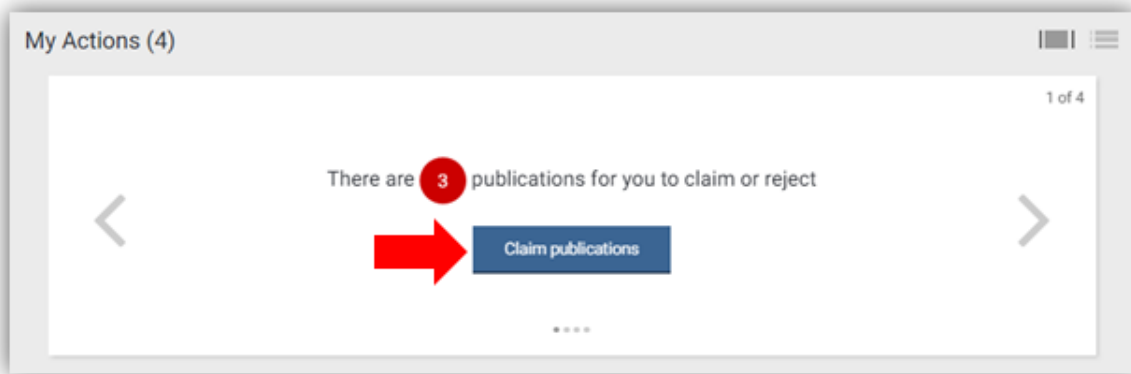 My Actions (4)
1 of 4
There are 3 publications for you to claim or reject
Claim publications